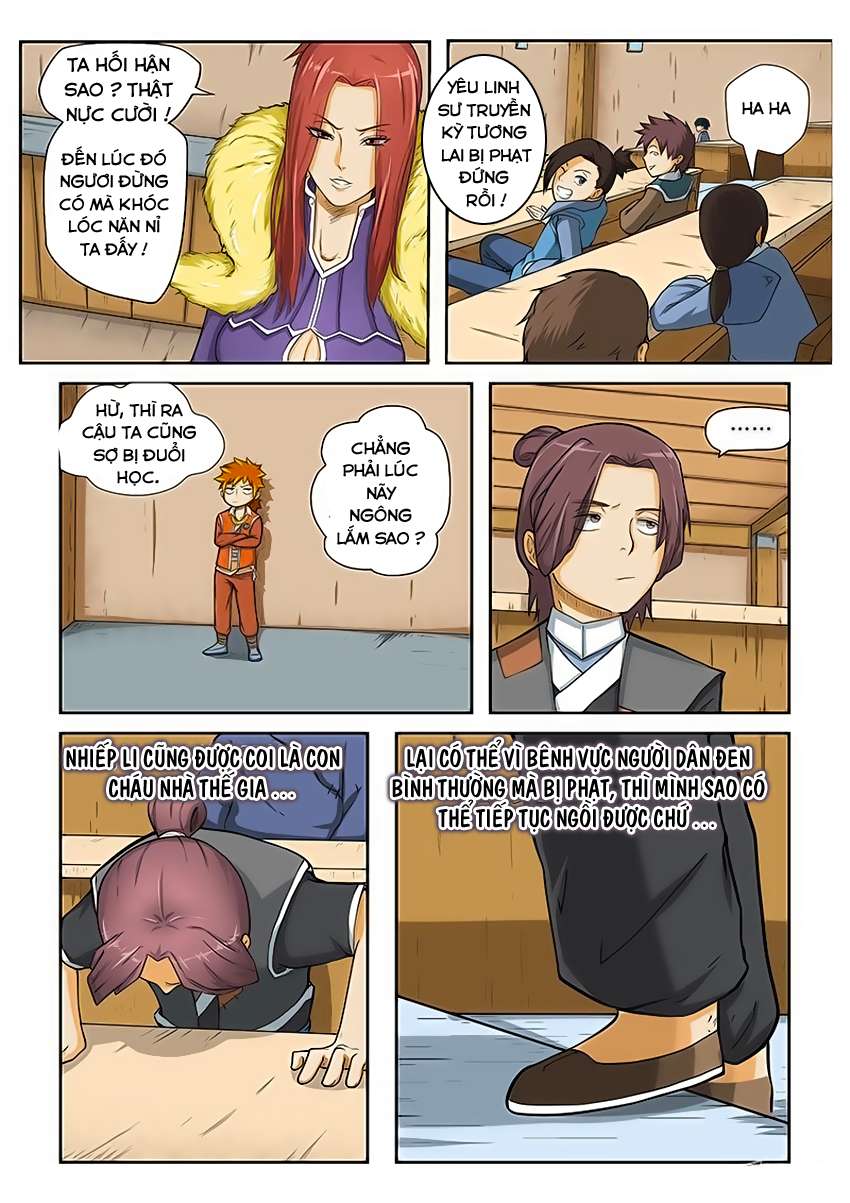 TA HỐI HẬN
SAO ? THẬT
NỰC CƯỜI !
ĐẾN LÚC ĐÓ
NGƯƠI ĐỪNG
CÓ MÀ KHÓC
LÓC NĂN NỈ
TA ĐẤY !
YÊU LINH
SƯ TRUYỀN
KỲ TƯƠNG
LAI BỊ PHẠT
ĐỨNG
RỒI !
HA HA
HỪ, THÌ RA
CẬU TA CŨNG
SỢ BỊ ĐUỔI
HỌC.
CHẲNG
PHẢI LÚC
NÃY
NGÔNG
LẮM SAO ?
......
NHIẾP LI CŨNG ĐƯỢC COI LÀ CON
CHÁU NHÀ THẾ GIA ...
LẠI CÓ THỂ VÌ BÊNH VỰC NGƯỜI DÂN ĐEN
BÌNH THƯỜNG MÀ BỊ PHẠT, THÌ MÌNH SAO CÓ
THỂ TIẾP TỤC NGỒI ĐƯỢC CHỨ ...